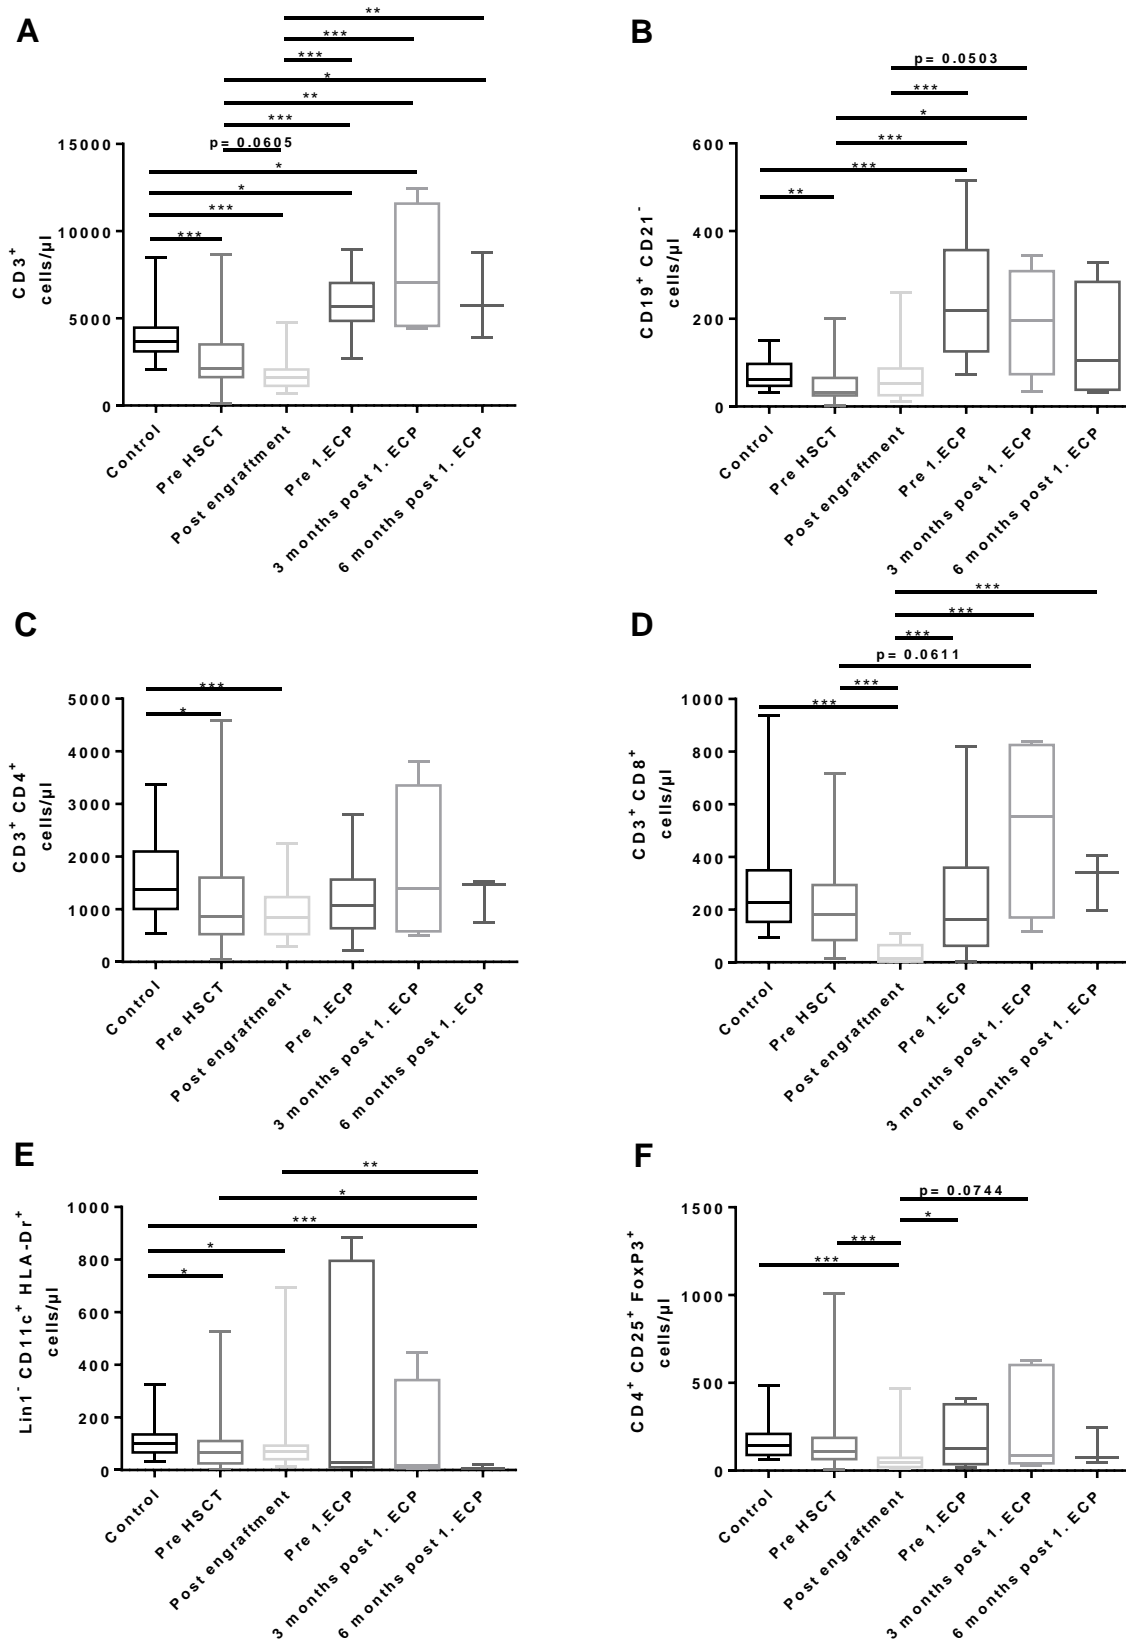 A
**
***
***
*
**
***
p= 0.0605
*
*
***
***
15000
10000
5000
0
CD3+
cells/µl
Control
Pre HSCT
Post engraftment
Pre 1.ECP
3 months post 1. ECP
6 months post 1. ECP
B
p= 0.0503
***
*
***
***
**
600
400
200
0
CD19+ CD21-
cells/µl
Control
Pre HSCT
Post engraftment
Pre 1.ECP
3 months post 1. ECP
6 months post 1. ECP
C
***
*
5000
4000
3000
2000
1000
0
CD3+ CD4+
cells/µl
Control
Pre HSCT
Post engraftment
Pre 1.ECP
3 months post 1. ECP
6 months post 1. ECP
D
***
***
***
p= 0.0611
***
***
1000
800
600
400
200
0
CD3+ CD8+
cells/µl
Control
Pre HSCT
Post engraftment
Pre 1.ECP
3 months post 1. ECP
6 months post 1. ECP
E
**
*
***
*
*
1000
800
600
400
200
0
Lin1- CD11c+ HLA-Dr+
cells/µl
Control
Pre HSCT
Post engraftment
Pre 1.ECP
3 months post 1. ECP
6 months post 1. ECP
F
p= 0.0744
*
***
***
1500
1000
500
0
CD4+ CD25+ FoxP3+
cells/µl
Control
Pre HSCT
Post engraftment
Pre 1.ECP
3 months post 1. ECP
6 months post 1. ECP